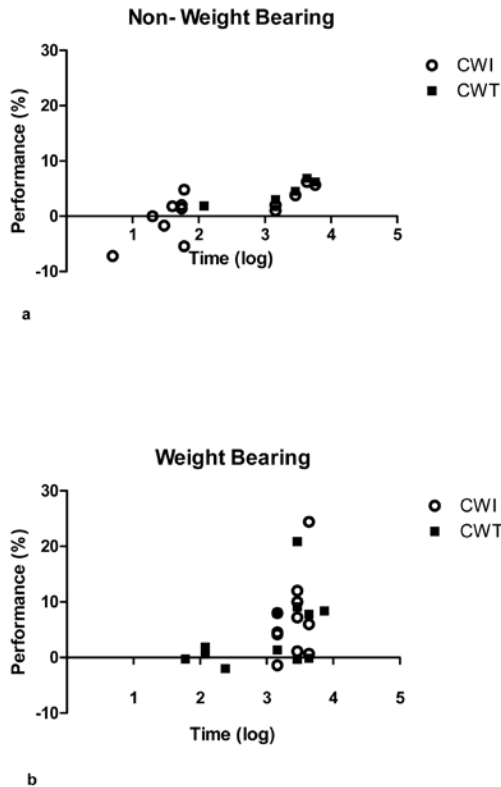 Non- Weight Bearing
30
20
10
0
-10
Performance (%)
1 2 3 4 5
Time (log)
CWI
CWT
a
Weight Bearing
30
20
10
0
-10
Performance (%)
1 2 3 4 5
Time (log)
CWI
CWT
b